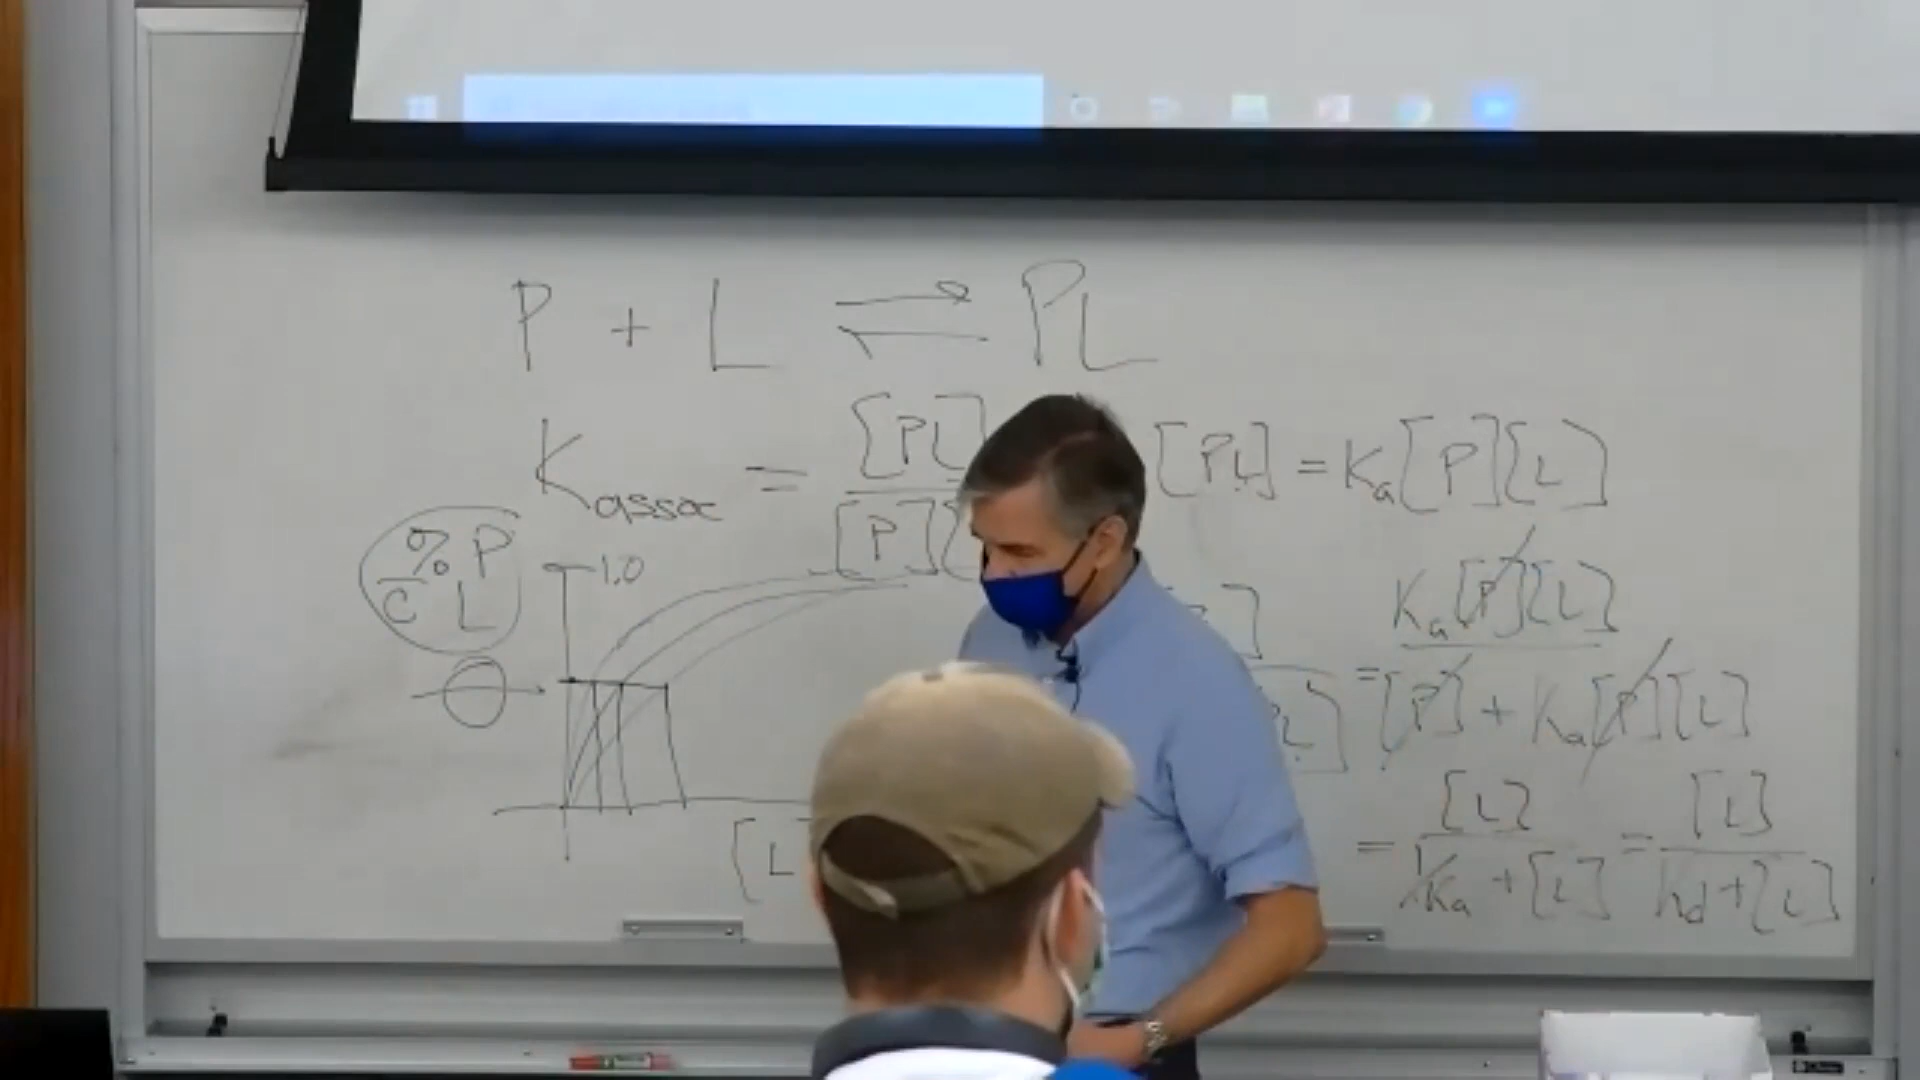 P + L ⇌ PL
Kassoc = [PL] / [P][
[PL] = Ka[P][L]
% P
C L
1.0
θ
[L
= Ka[P][L] / [P] + Ka[P][L]
= [L] / 1/Ka + [L] = [L] / Kd + [L]